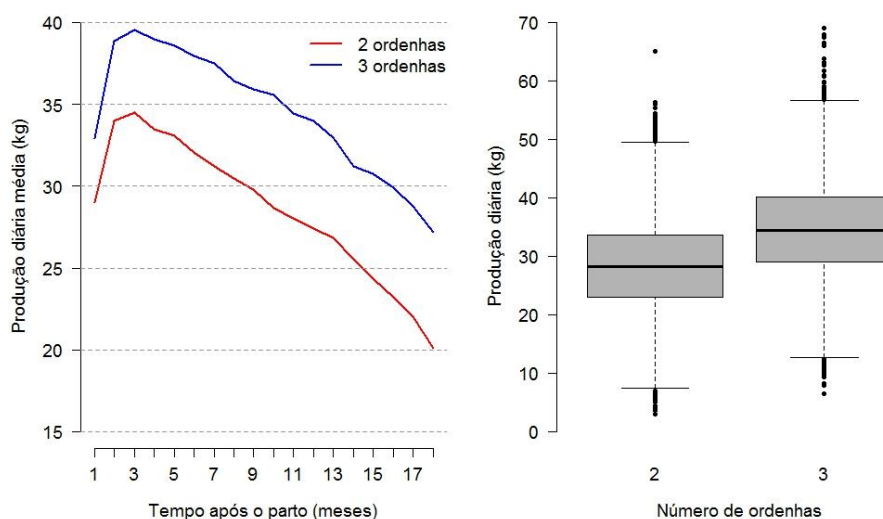 Produção diária média (kg)
40
35
30
25
20
15
2 ordenhas
3 ordenhas
1 3 5 7 9 11 13 15 17
Tempo após o parto (meses)
Produção diária (kg)
70
60
50
40
30
20
10
0
2 3
Número de ordenhas